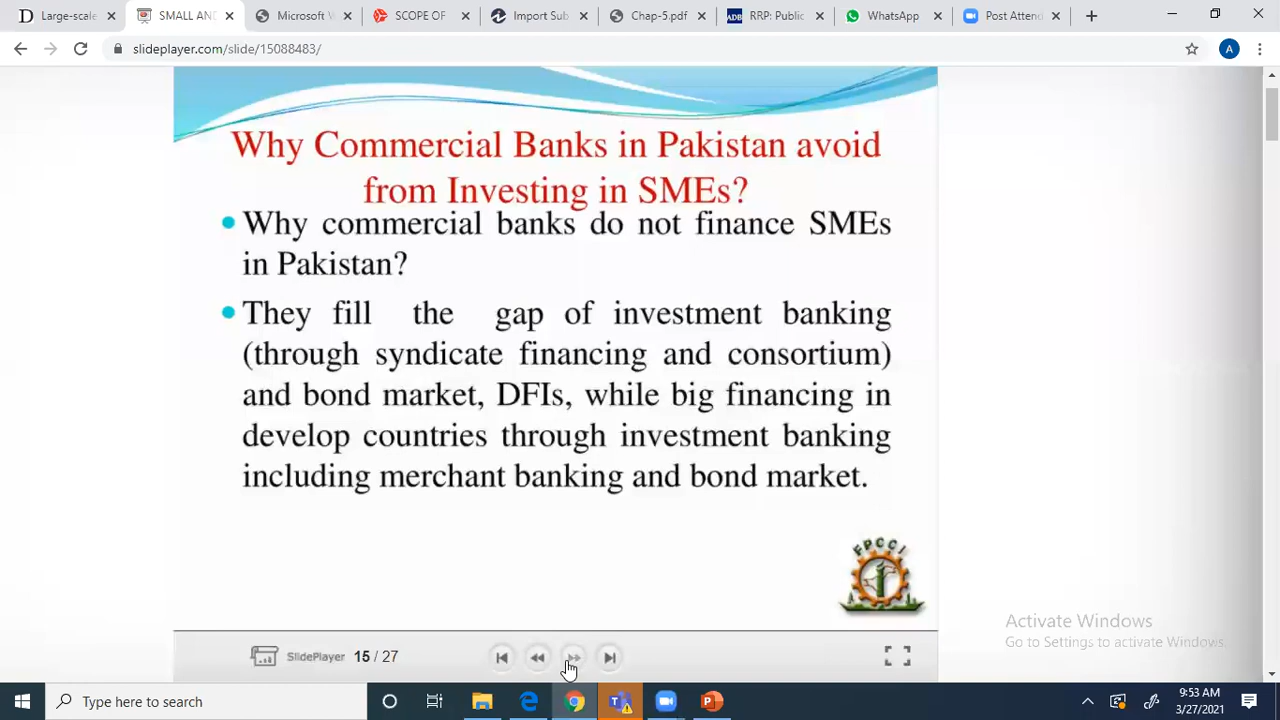 Large-scale
SMALL AND
Microsoft W
SCOPE OF
Import Sub
Chap-5.pdf
ADB
RRP: Public
WhatsApp
Post Attend
slideplayer.com/slide/15088483/
A
Why Commercial Banks in Pakistan avoid
from Investing in SMEs?
Why commercial banks do not finance SMEs
in Pakistan?
They fill the gap of investment banking
(through syndicate financing and consortium)
and bond market, DFIs, while big financing in
develop countries through investment banking
including merchant banking and bond market.
FPCCI
SlidePlayer 15 / 27
Activate Windows
Go to Settings to activate Windows.
Type here to search
9:53 AM
3/27/2021